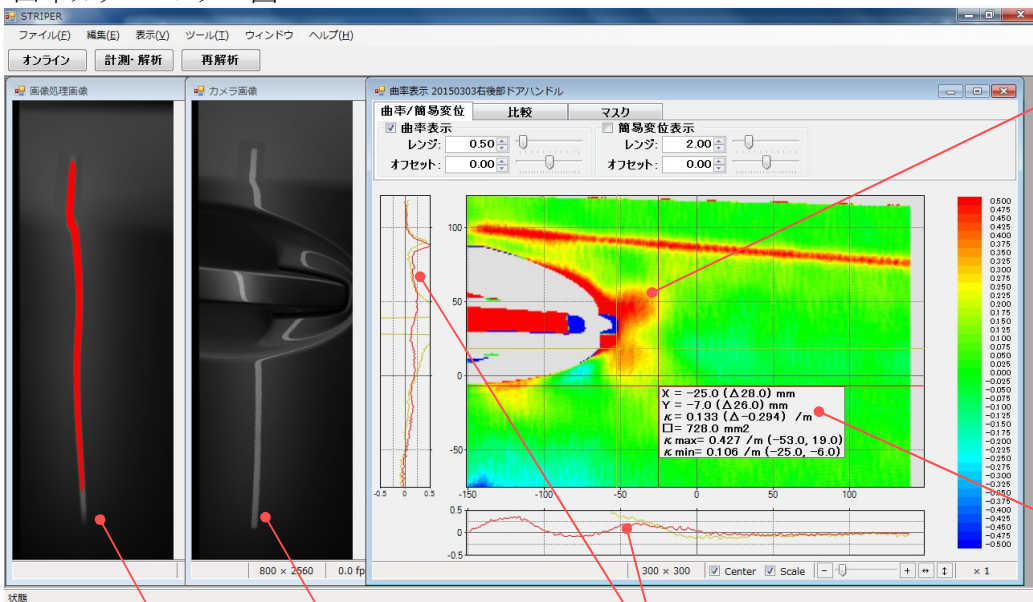 STRIPER
ファイル(F) 編集(E) 表示(V) ツール(T) ウィンドウ ヘルプ(H)
オンライン 計測・解析 再解析
画像処理画像
カメラ画像
曲率表示 20150303右後部ドアハンドル
曲率/簡易変位 比較 マスク
曲率表示 簡易変位表示
レンジ: 0.50 レンジ: 2.00
オフセット: 0.00 オフセット: 0.00
100
50
0
-50
-0.5 0 0.5
-150 -100 -50 0 50 100
0.5
0
-0.5
X = -25.0 (Δ28.0) mm
Y = -7.0 (Δ26.0) mm
κ= 0.133 (Δ-0.294) /m
□= 728.0 mm2
κ max= 0.427 /m (-53.0, 19.0)
κ min= 0.106 /m (-25.0, -6.0)
0.500
0.475
0.450
0.425
0.400
0.375
0.350
0.325
0.300
0.275
0.250
0.225
0.200
0.175
0.150
0.125
0.100
0.075
0.050
0.025
0.000
-0.025
-0.050
-0.075
-0.100
-0.125
-0.150
-0.175
-0.200
-0.225
-0.250
-0.275
-0.300
-0.325
-0.350
-0.375
-0.400
-0.425
-0.450
-0.475
-0.500
800 × 2560 0.0 fp
300 × 300 Center Scale - + ↔ ↕ × 1
状態